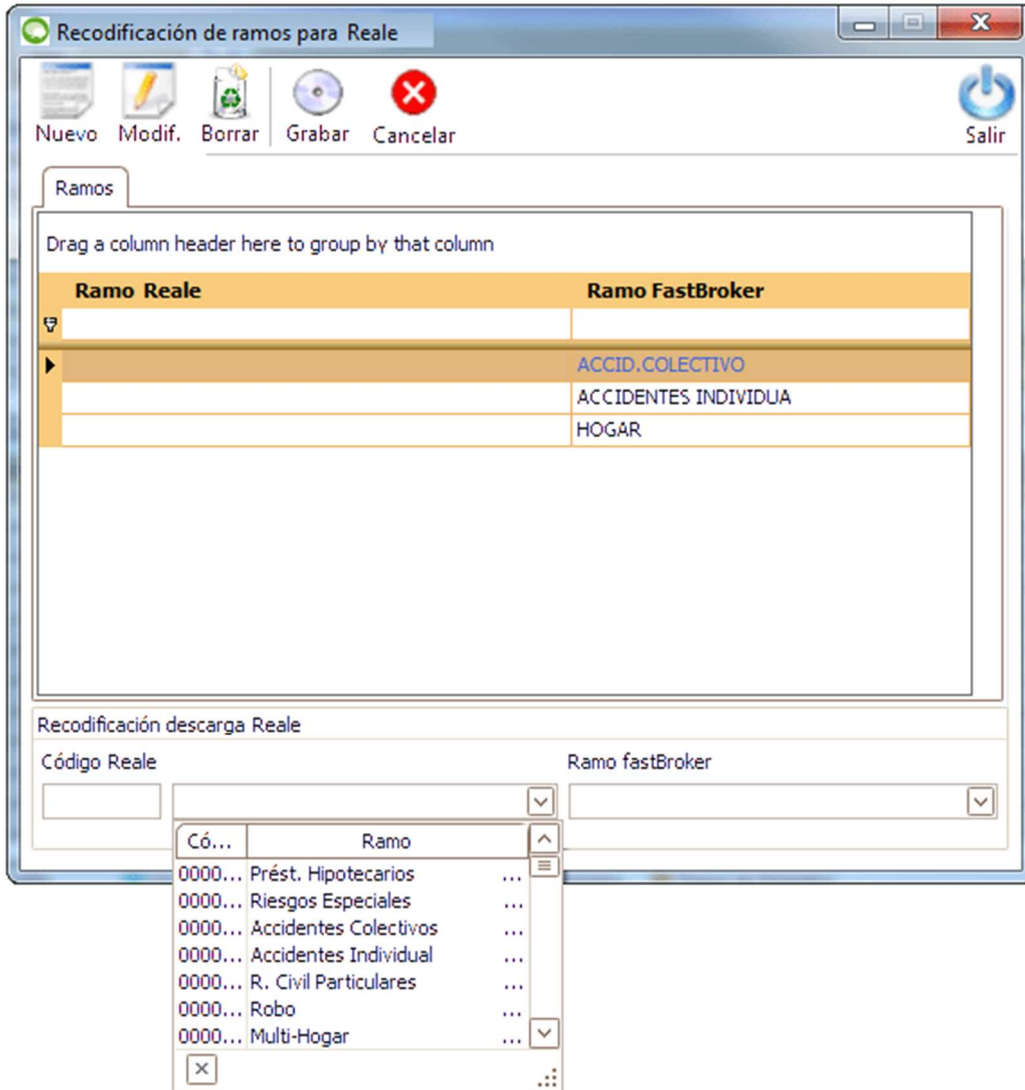 Recodificación de ramos para Reale
Nuevo Modif. Borrar Grabar Cancelar Salir
Ramos
Drag a column header here to group by that column
Ramo Reale Ramo FastBroker
ACCID.COLECTIVO
ACCIDENTES INDIVIDUA
HOGAR
Recodificación descarga Reale
Código Reale Ramo fastBroker
Có... Ramo
0000... Prést. Hipotecarios ...
0000... Riesgos Especiales ...
0000... Accidentes Colectivos ...
0000... Accidentes Individual ...
0000... R. Civil Particulares ...
0000... Robo ...
0000... Multi-Hogar ...